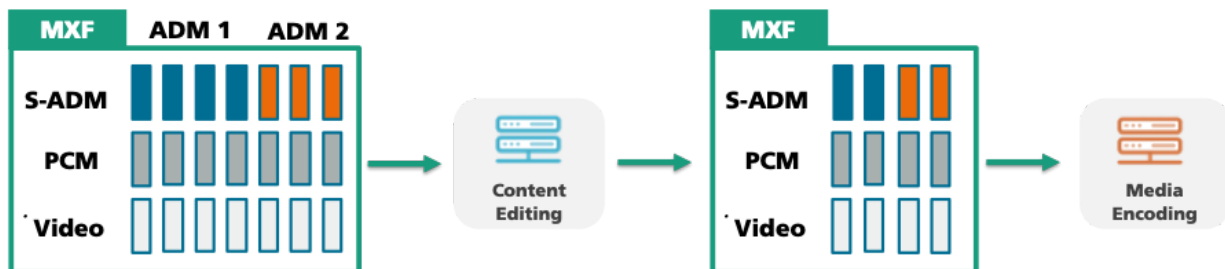 MXF ADM 1 ADM 2
S-ADM
PCM
Video
Content
Editing
MXF
S-ADM
PCM
Video
Media
Encoding